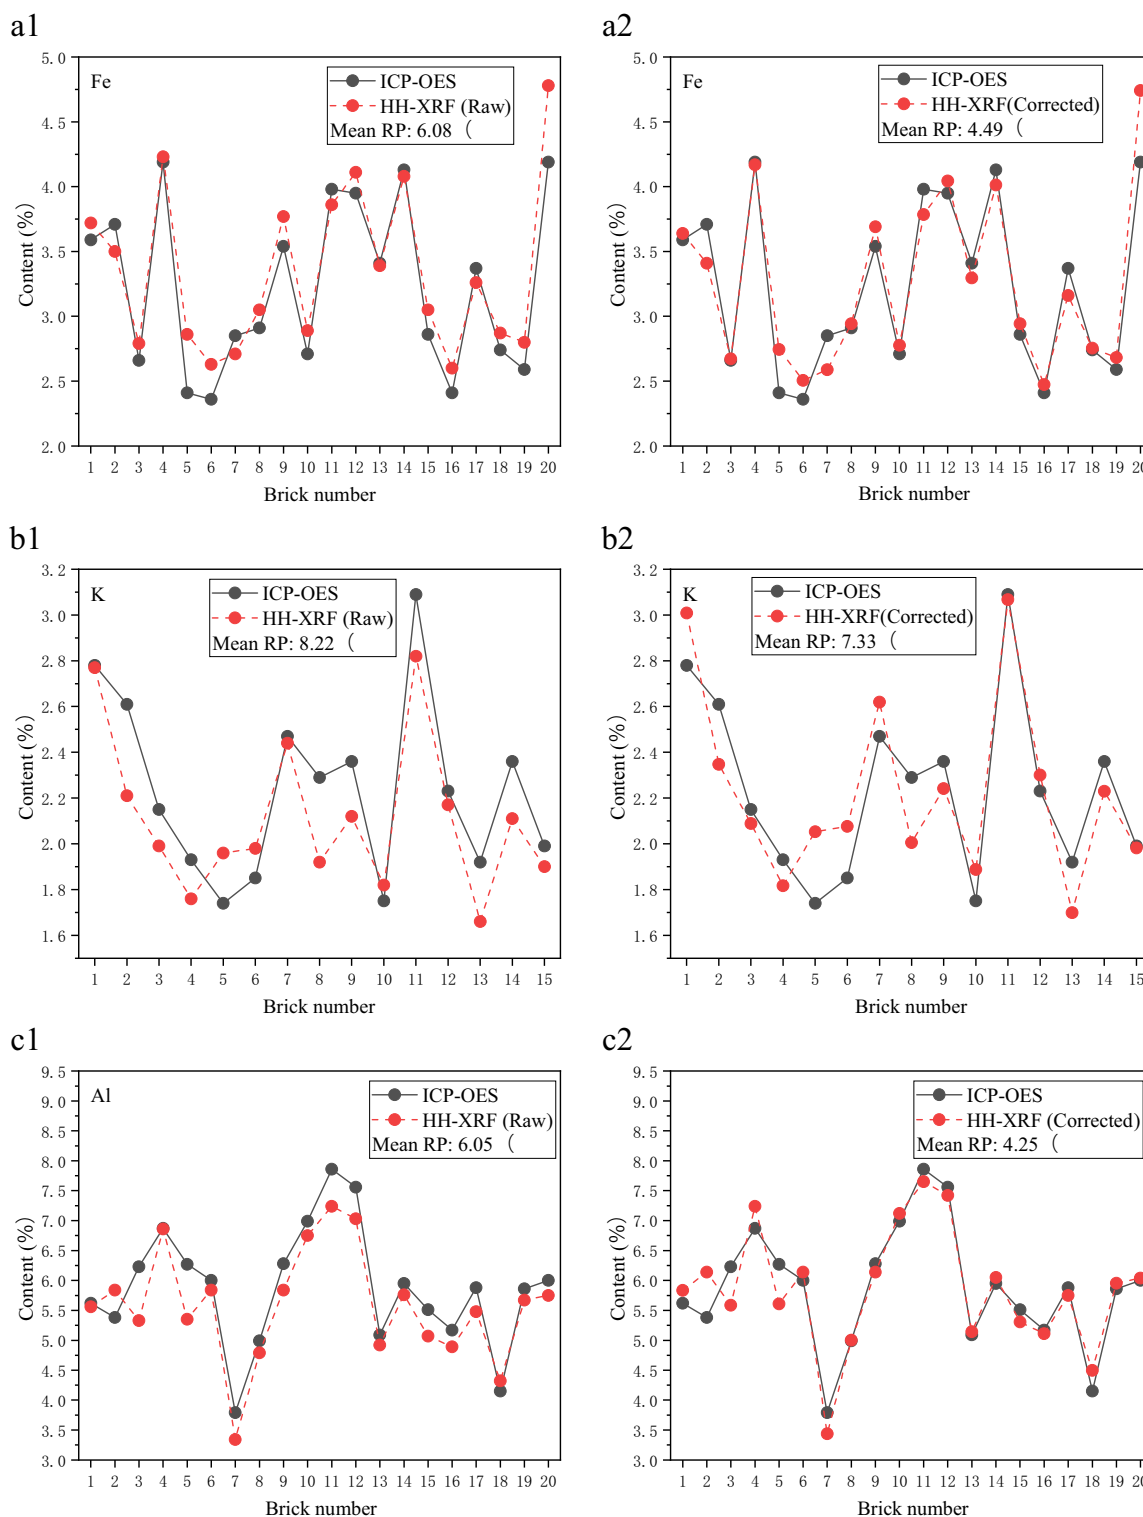 a1
Fe
ICP-OES
HH-XRF (Raw)
Mean RP: 6.08（
5.0
4.5
4.0
3.5
3.0
2.5
2.0
Content (%)
1 2 3 4 5 6 7 8 9 10 11 12 13 14 15 16 17 18 19 20
Brick number
a2
Fe
ICP-OES
HH-XRF(Corrected)
Mean RP: 4.49（
5.0
4.5
4.0
3.5
3.0
2.5
2.0
Content (%)
1 2 3 4 5 6 7 8 9 10 11 12 13 14 15 16 17 18 19 20
Brick number
b1
K
ICP-OES
HH-XRF (Raw)
Mean RP: 8.22（
3.2
3.0
2.8
2.6
2.4
2.2
2.0
1.8
1.6
Content (%)
1 2 3 4 5 6 7 8 9 10 11 12 13 14 15
Brick number
b2
K
ICP-OES
HH-XRF(Corrected)
Mean RP: 7.33（
3.2
3.0
2.8
2.6
2.4
2.2
2.0
1.8
1.6
Content (%)
1 2 3 4 5 6 7 8 9 10 11 12 13 14 15
Brick number
c1
Al
ICP-OES
HH-XRF (Raw)
Mean RP: 6.05（
9.5
9.0
8.5
8.0
7.5
7.0
6.5
6.0
5.5
5.0
4.5
4.0
3.5
3.0
Content (%)
1 2 3 4 5 6 7 8 9 10 11 12 13 14 15 16 17 18 19 20
Brick number
c2
ICP-OES
HH-XRF (Corrected)
Mean RP: 4.25（
9.5
9.0
8.5
8.0
7.5
7.0
6.5
6.0
5.5
5.0
4.5
4.0
3.5
3.0
Content (%)
1 2 3 4 5 6 7 8 9 10 11 12 13 14 15 16 17 18 19 20
Brick number